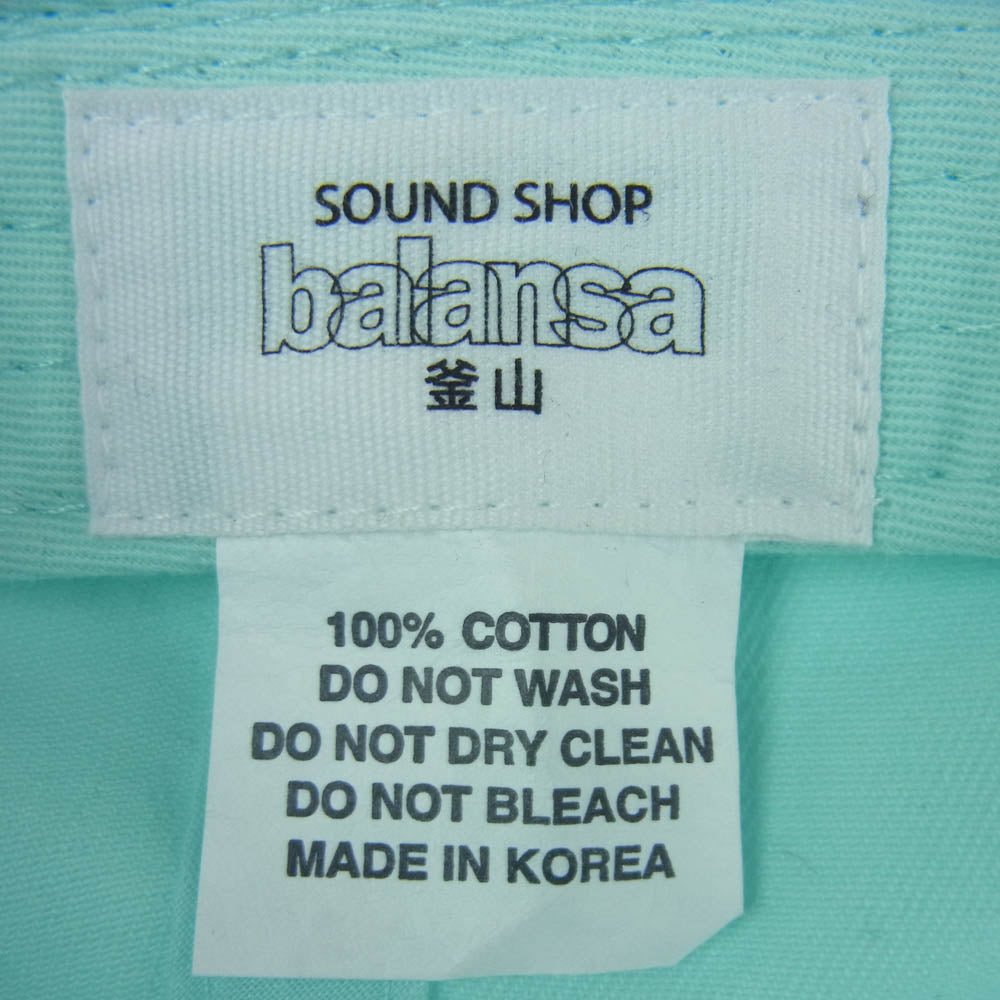 SOUND SHOP
balansa
釜山
100% COTTON
DO NOT WASH
DO NOT DRY CLEAN
DO NOT BLEACH
MADE IN KOREA